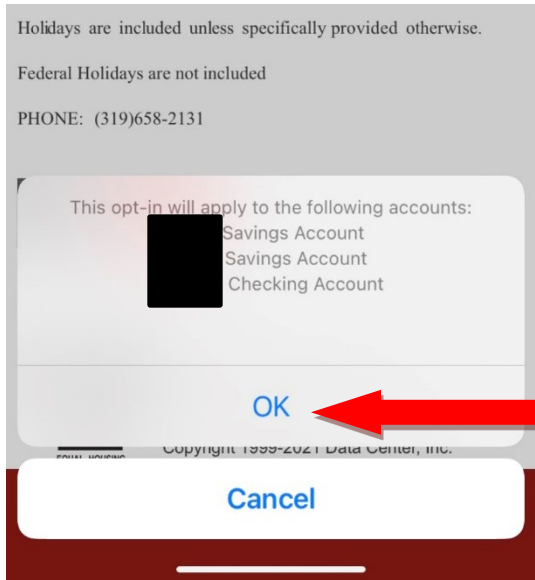 Holidays are included unless specifically provided otherwise.
Federal Holidays are not included
PHONE: (319)658-2131
This opt-in will apply to the following accounts:
Savings Account
Savings Account
Checking Account
OK
Copyright 1999-2021 Data Center, Inc.
EQUAL HOUSING
Cancel